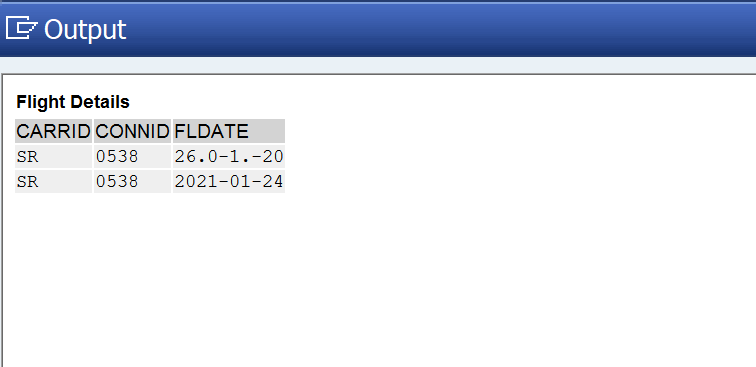 Output
Flight Details
CARRID CONNID FLDATE
SR 0538 26.0-1.-20
SR 0538 2021-01-24